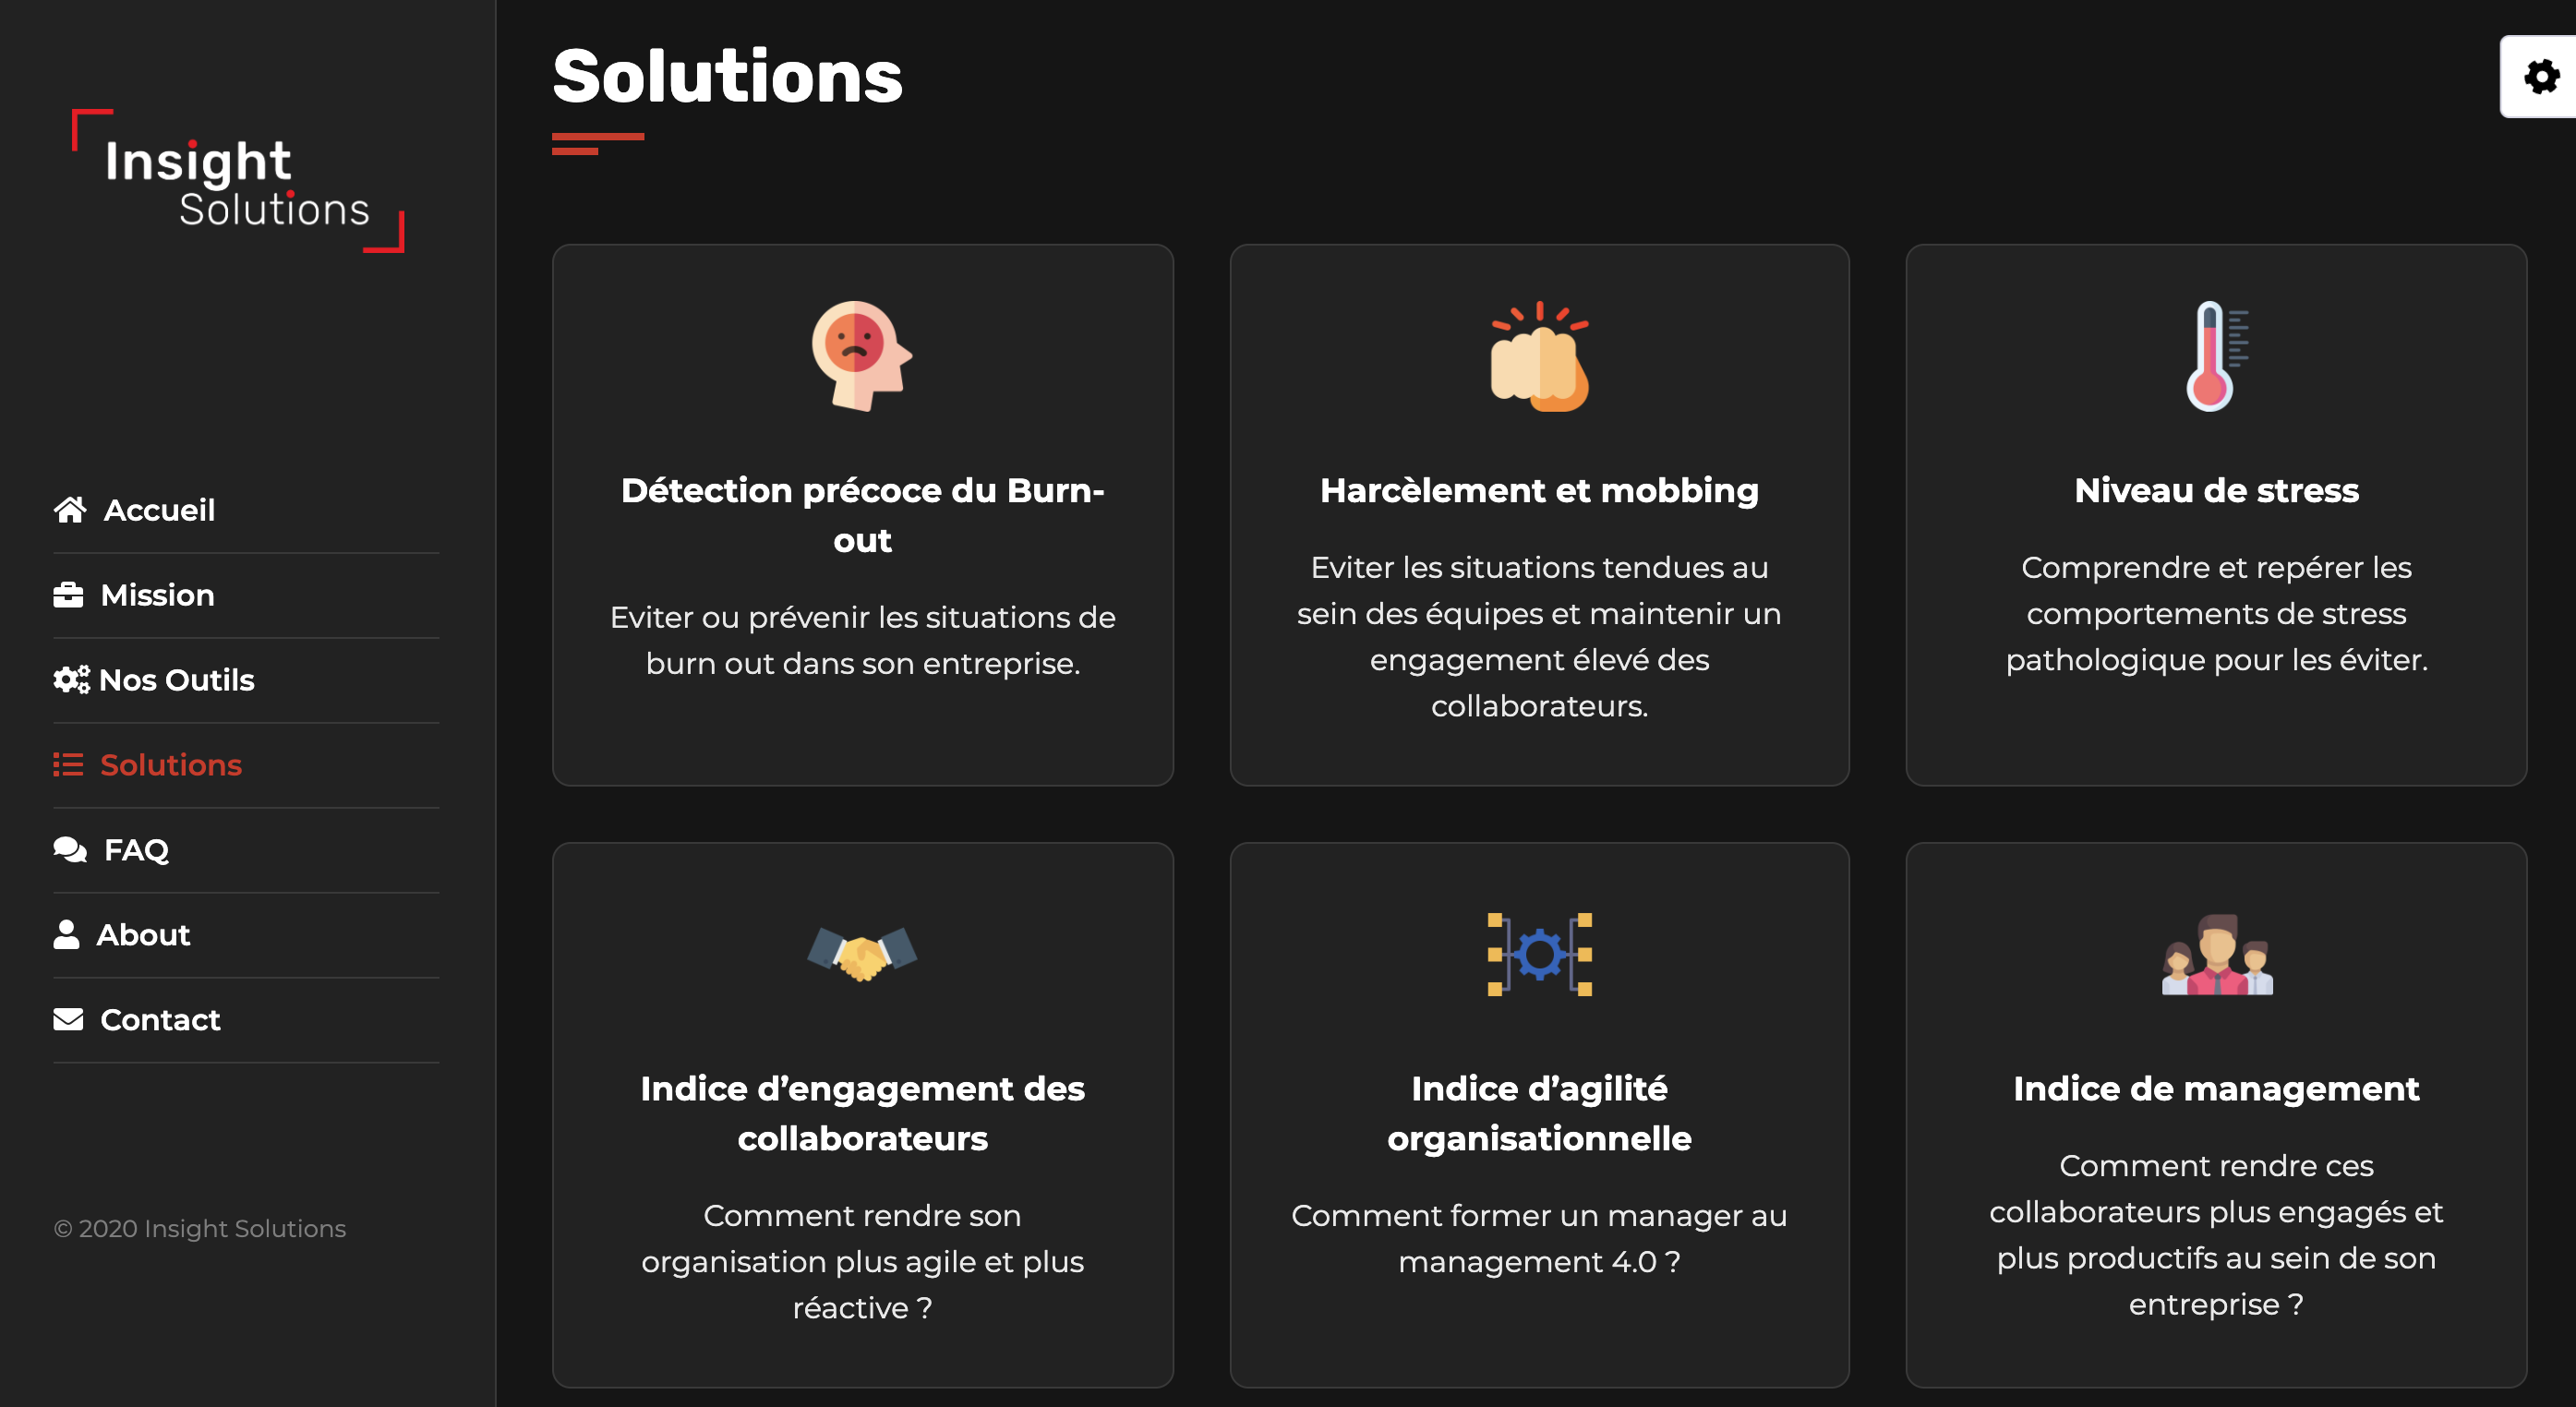 Insight
Solutions
Accueil
Mission
Nos Outils
Solutions
FAQ
About
Contact
© 2020 Insight Solutions
Solutions
Détection précoce du Burn-
out
Eviter ou prévenir les situations de
burn out dans son entreprise.
Harcèlement et mobbing
Eviter les situations tendues au
sein des équipes et maintenir un
engagement élevé des
collaborateurs.
Niveau de stress
Comprendre et repérer les
comportements de stress
pathologique pour les éviter.
Indice d’engagement des
collaborateurs
Comment rendre son
organisation plus agile et plus
réactive ?
Indice d’agilité
organisationnelle
Comment former un manager au
management 4.0 ?
Indice de management
Comment rendre ces
collaborateurs plus engagés et
plus productifs au sein de son
entreprise ?